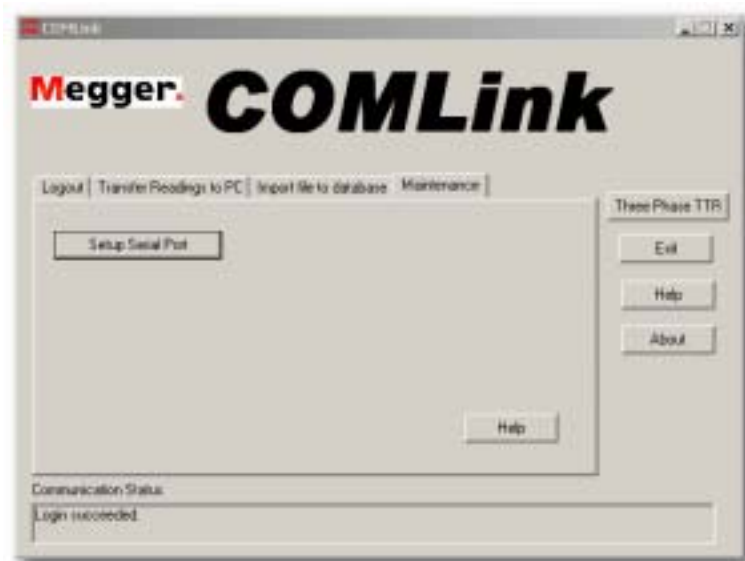 COMLink
Megger. COMLink
Logout
Transfer Readings to PC
Import file to database
Maintenance
Three Phase TTR
Setup Serial Port
Exit
Help
About
Help
Communication Status
Login succeeded.